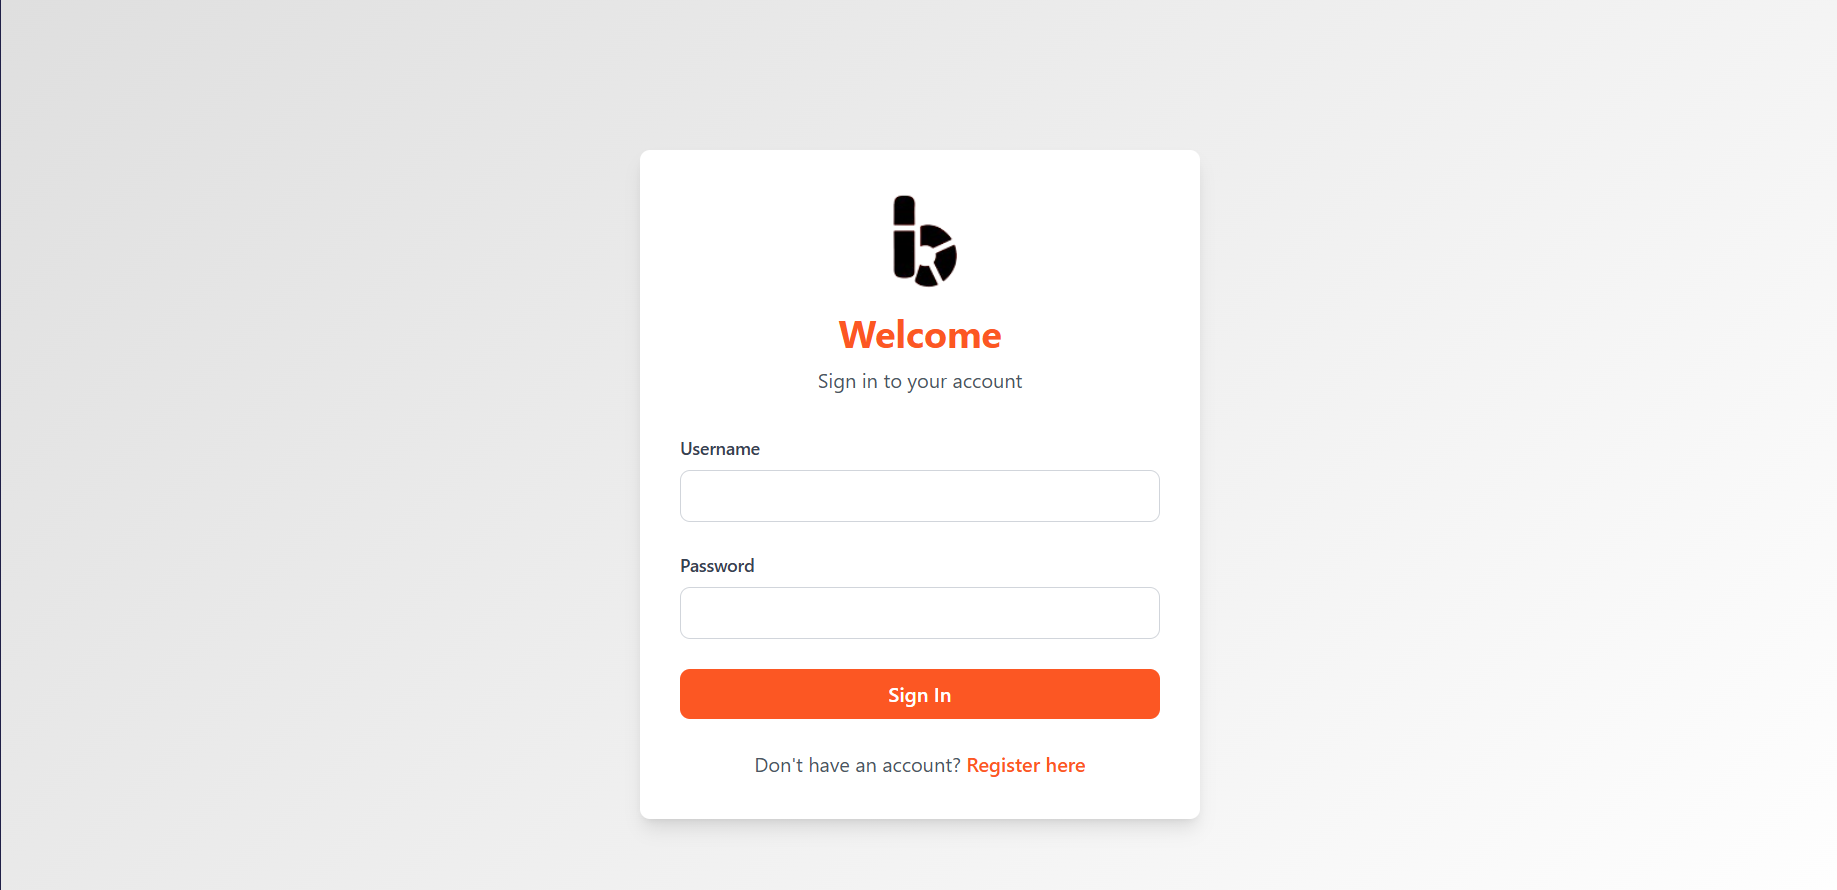 Welcome
Sign in to your account
Username
Password
Sign In
Don't have an account? Register here